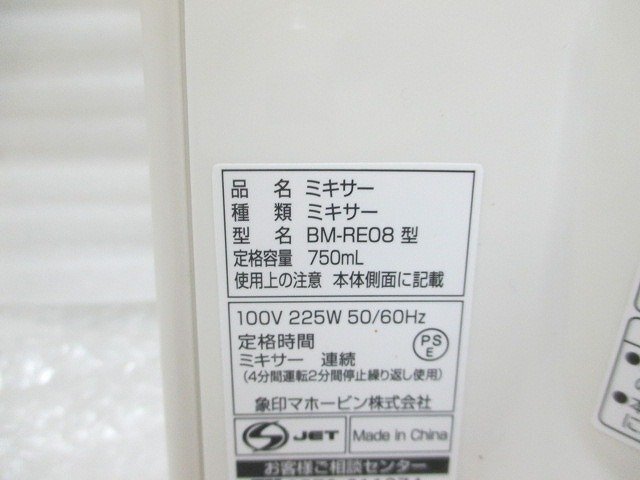 品名 ミキサー
種類 ミキサー
型名 BM-RE08 型
定格容量 750mL
使用上の注意 本体側面に記載
100V 225W 50/60Hz
定格時間
ミキサー 連続
(4分間運転2分間停止繰り返し使用)
PS
E
象印マホービン株式会社
JET Made in China
お客様ご相談センター